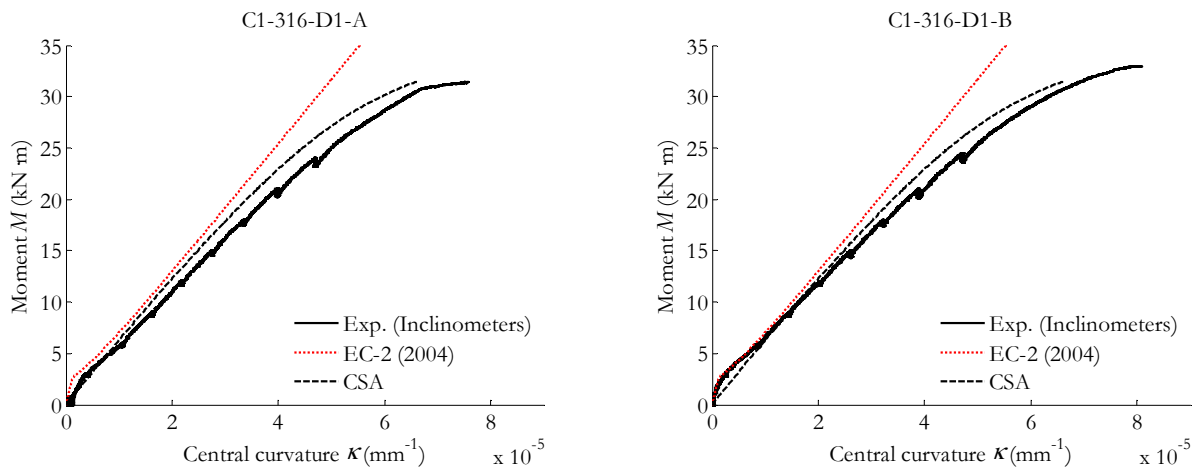 C1-316-D1-A
35
30
25
20
15
10
5
0
Moment M (kN·m)
0 2 4 6 8
Central curvature κ (mm⁻¹)
x 10⁻⁵
Exp. (Inclinometers)
EC-2 (2004)
CSA
C1-316-D1-B
35
30
25
20
15
10
5
0
Moment M (kN·m)
0 2 4 6 8
Central curvature κ (mm⁻¹)
x 10⁻⁵
Exp. (Inclinometers)
EC-2 (2004)
CSA